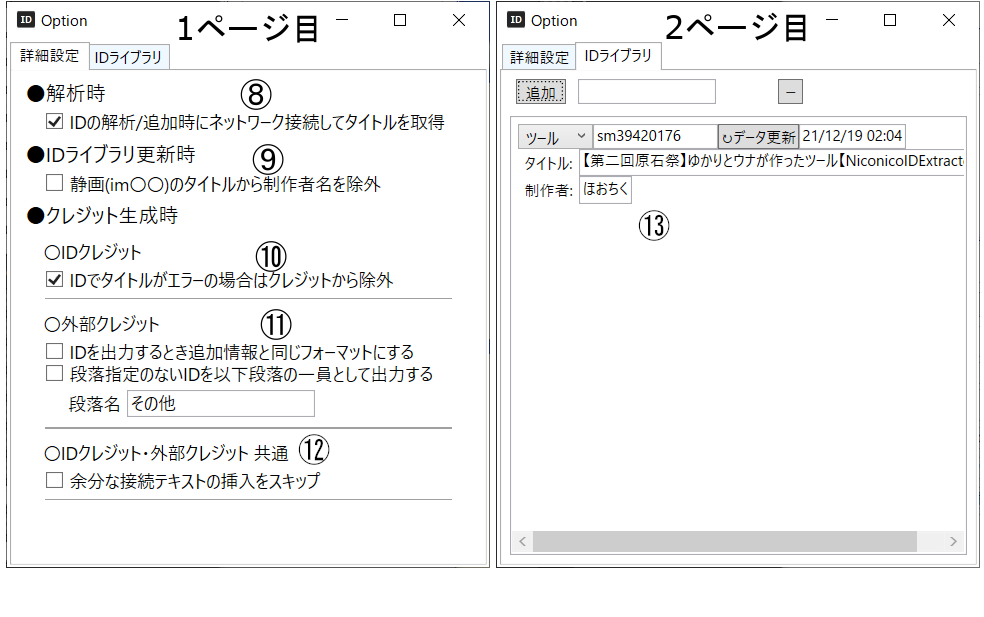 ID Option 1ページ目
詳細設定 IDライブラリ
●解析時 ⑧
IDの解析/追加時にネットワーク接続してタイトルを取得
●IDライブラリ更新時 ⑨
静画(im〇〇)のタイトルから制作者名を除外
●クレジット生成時
〇IDクレジット ⑩
IDでタイトルがエラーの場合はクレジットから除外
〇外部クレジット ⑪
IDを出力するとき追加情報と同じフォーマットにする
段落指定のないIDを以下段落の一員として出力する
段落名 その他
〇IDクレジット・外部クレジット 共通 ⑫
余分な接続テキストの挿入をスキップ
ID Option 2ページ目
詳細設定 IDライブラリ
追加 −
ツール sm39420176 ↻データ更新 21/12/19 02:04
タイトル: 【第二回原石祭】ゆかりとウナが作ったツール【NiconicoIDExtract
制作者: ほおちく
⑬